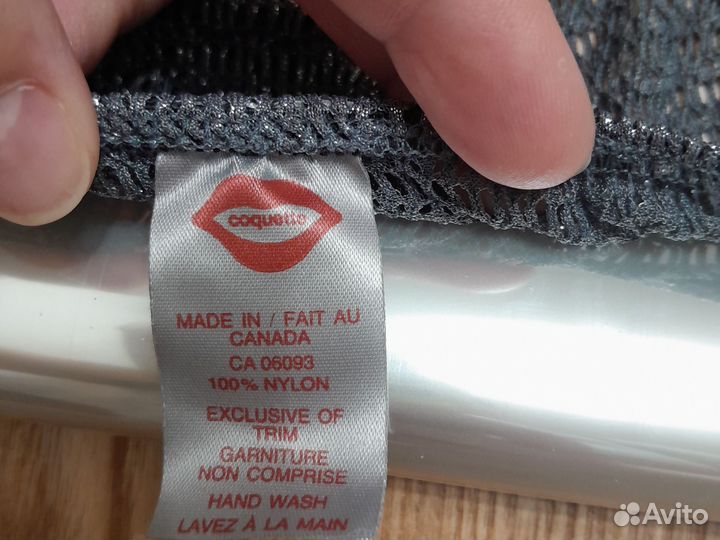 coquette
MADE IN / FAIT AU
CANADA
CA 06093
100% NYLON
EXCLUSIVE OF
TRIM
GARNITURE
NON COMPRISE
HAND WASH
LAVEZ À LA MAIN
Avito